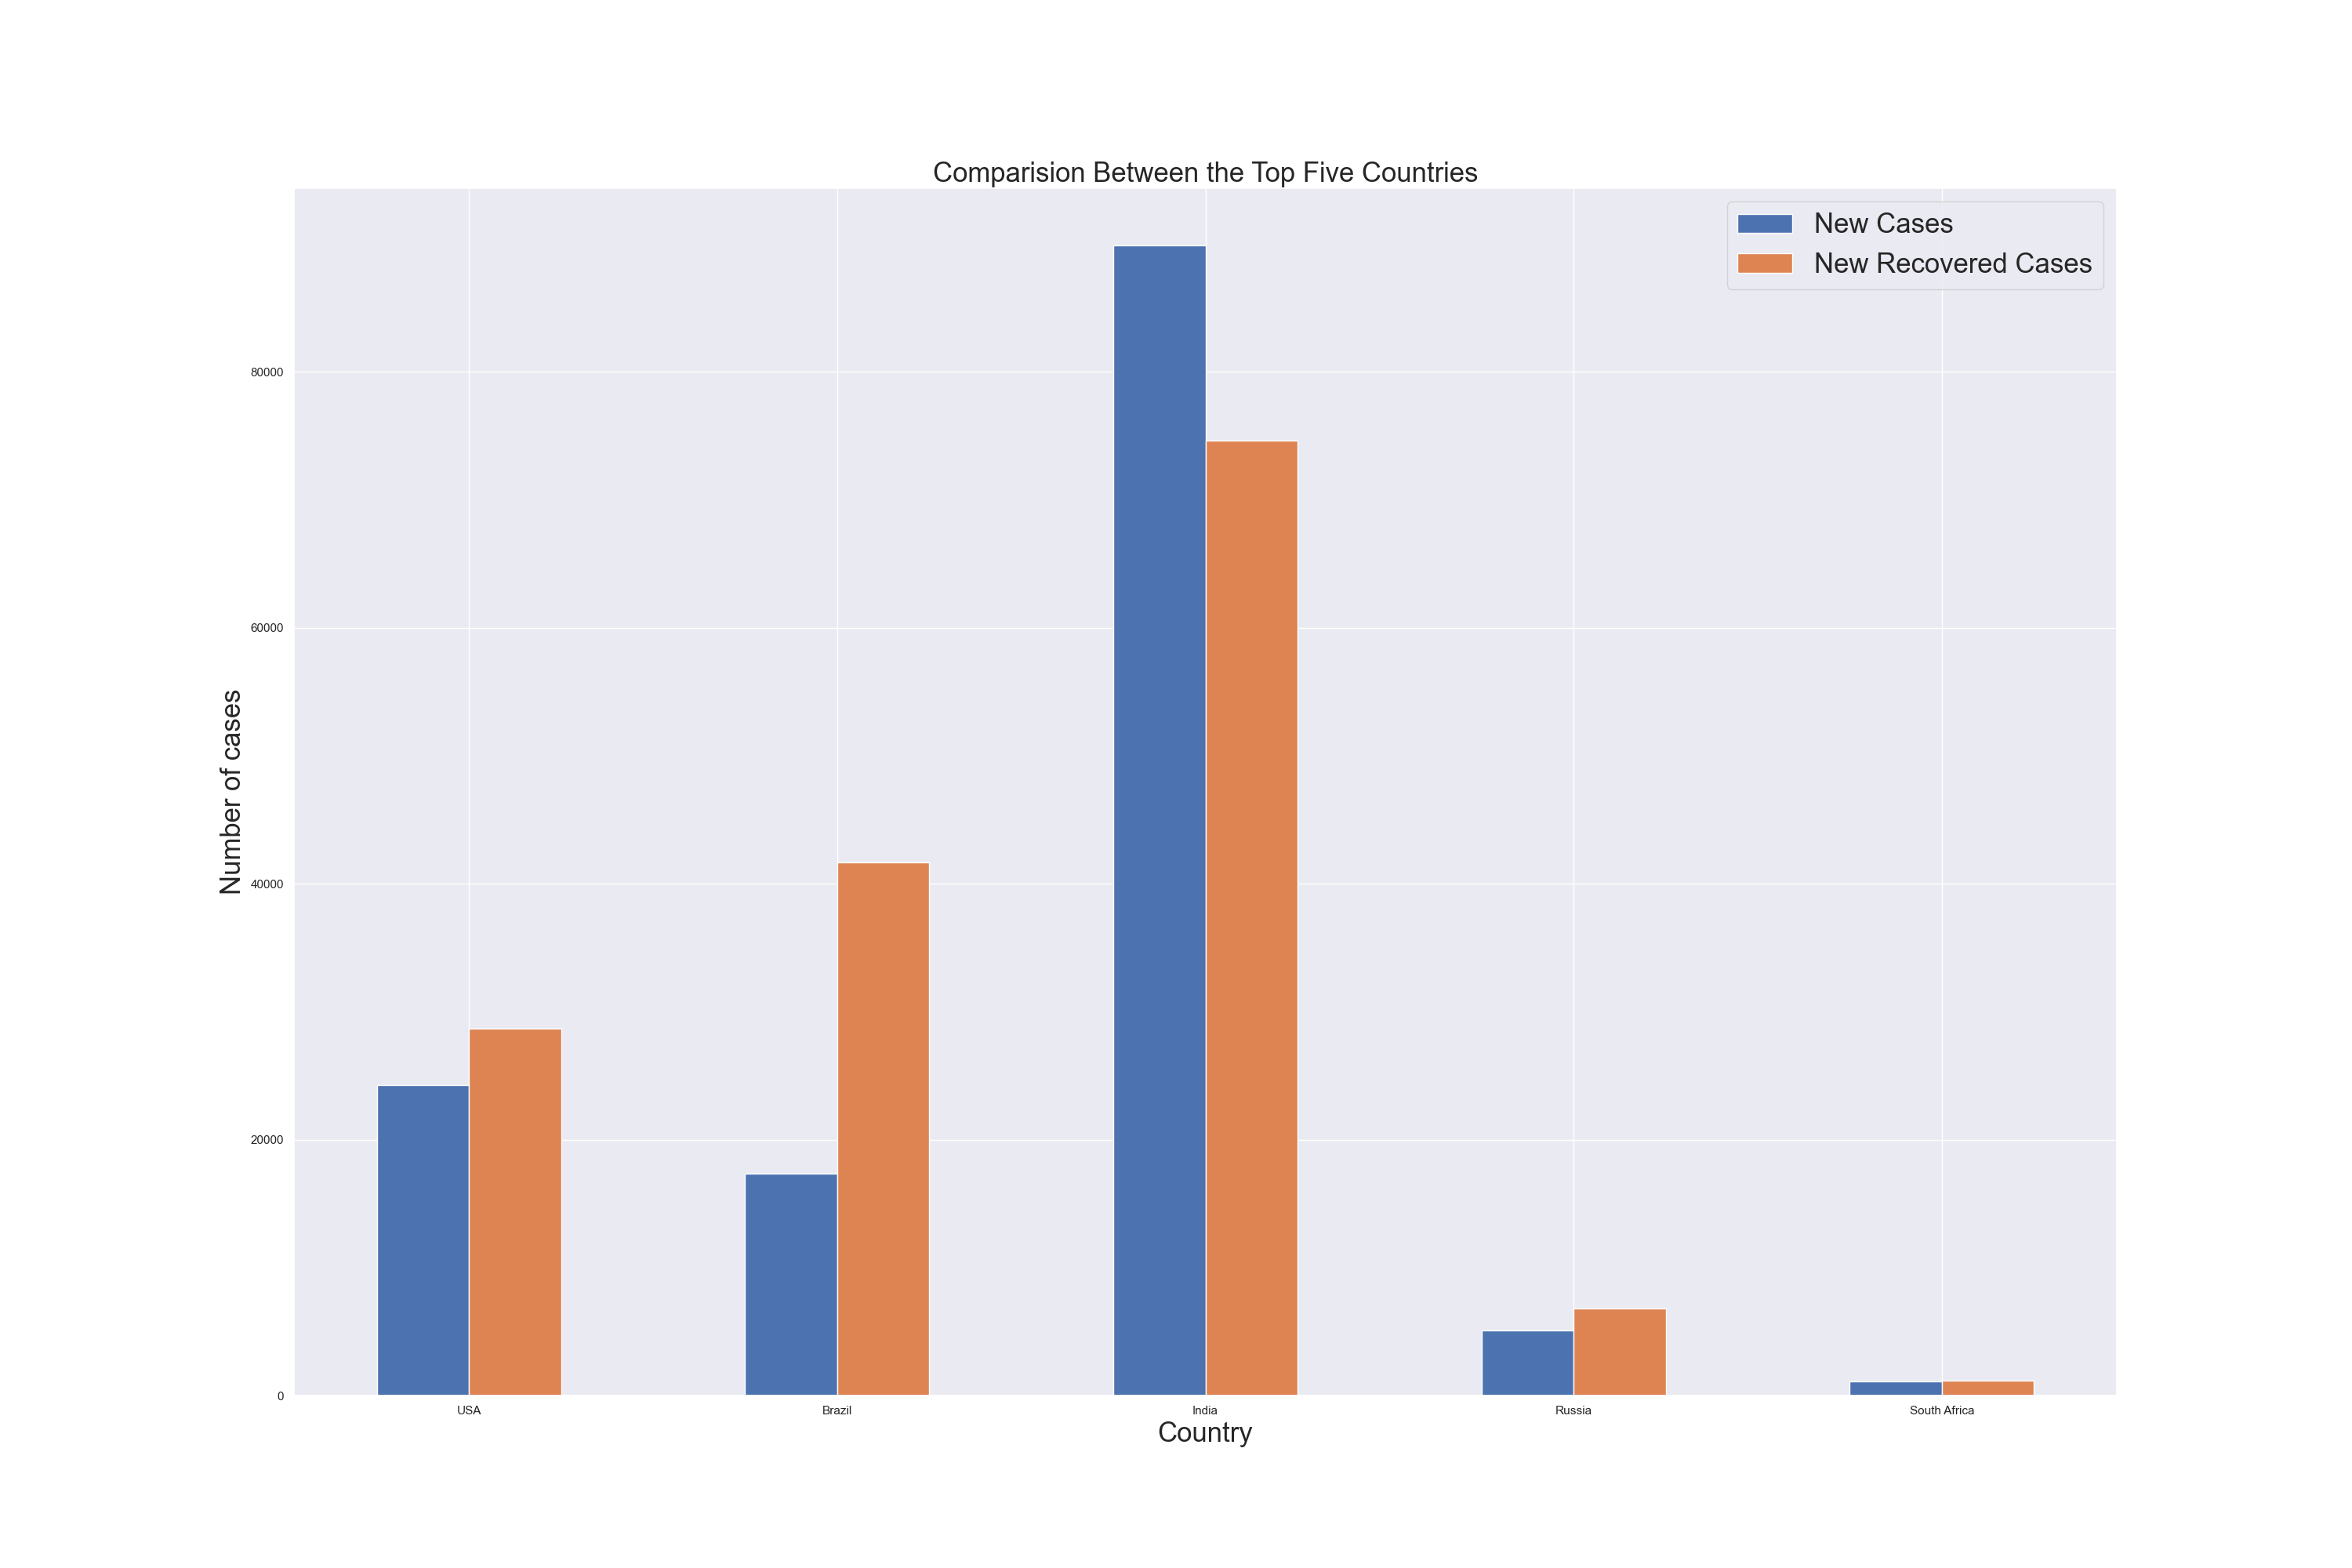 Comparision Between the Top Five Countries
New Cases
New Recovered Cases
Number of cases
80000
60000
40000
20000
0
USA Brazil India Russia South Africa
Country